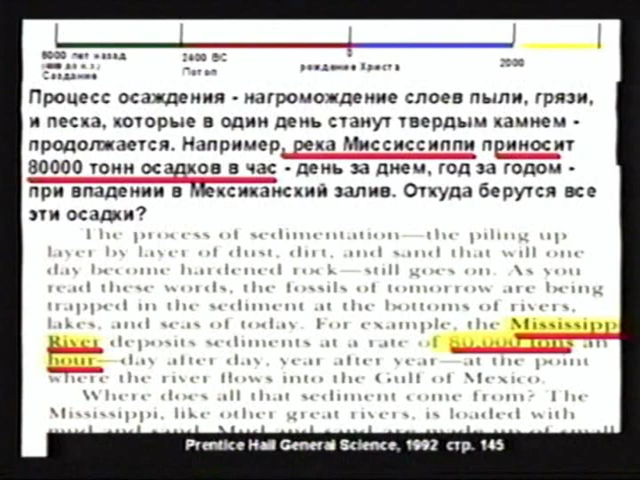 6000 лет назад
Создание
2400 BC
Потоп
0
рождение Христа
2000
Процесс осаждения - нагромождение слоев пыли, грязи,
и песка, которые в один день станут твердым камнем -
продолжается. Например, река Миссиссиппи приносит
80000 тонн осадков в час - день за днем, год за годом -
при впадении в Мексиканский залив. Откуда берутся все
эти осадки?
The process of sedimentation—the piling up
layer by layer of dust, dirt, and sand that will one
day become hardened rock—still goes on. As you
read these words, the fossils of tomorrow are being
trapped in the sediment at the bottoms of rivers,
lakes, and seas of today. For example, the Mississipp
River deposits sediments at a rate of 80,000 tons an
hour—day after day, year after year—at the point
where the river flows into the Gulf of Mexico.
Where does all that sediment come from? The
Mississippi, like other great rivers, is loaded with
Prentice Hall General Science, 1992 стр. 145